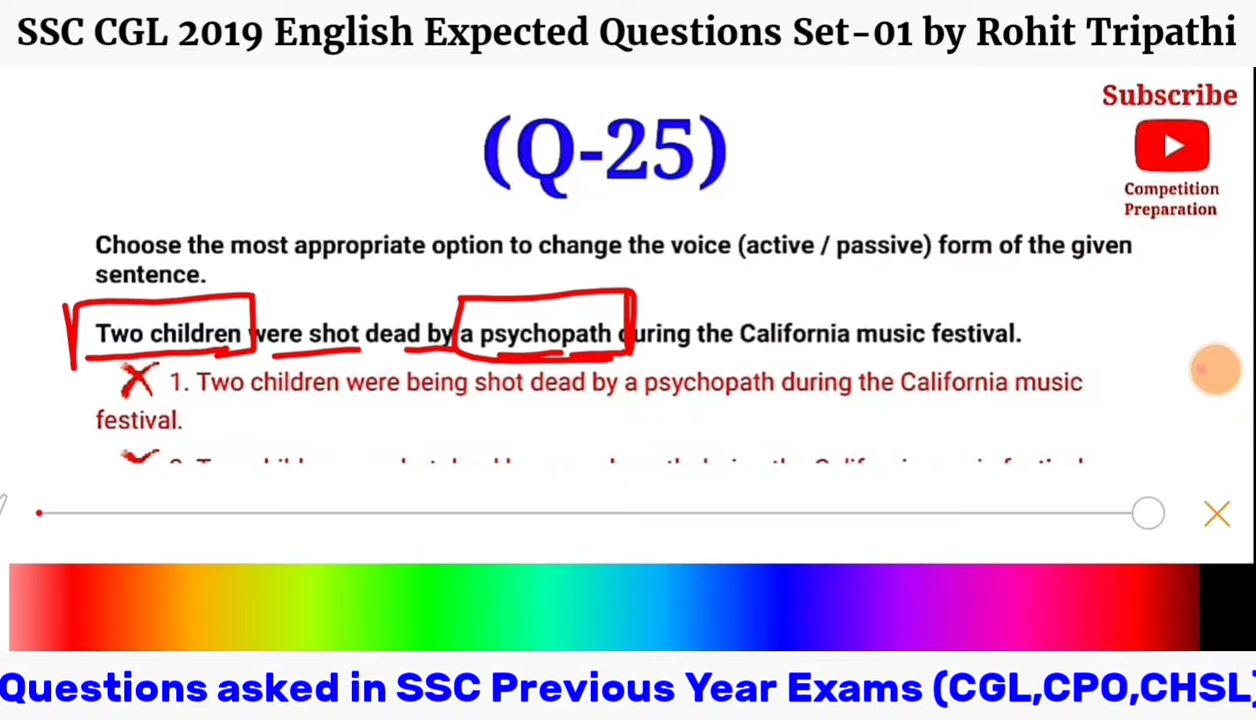 SSC CGL 2019 English Expected Questions Set-01 by Rohit Tripathi
Subscribe
(Q-25)
Competition
Preparation
Choose the most appropriate option to change the voice (active / passive) form of the given
sentence.
Two children were shot dead by a psychopath during the California music festival.
1. Two children were being shot dead by a psychopath during the California music
festival.
Questions asked in SSC Previous Year Exams (CGL,CPO,CHSL)